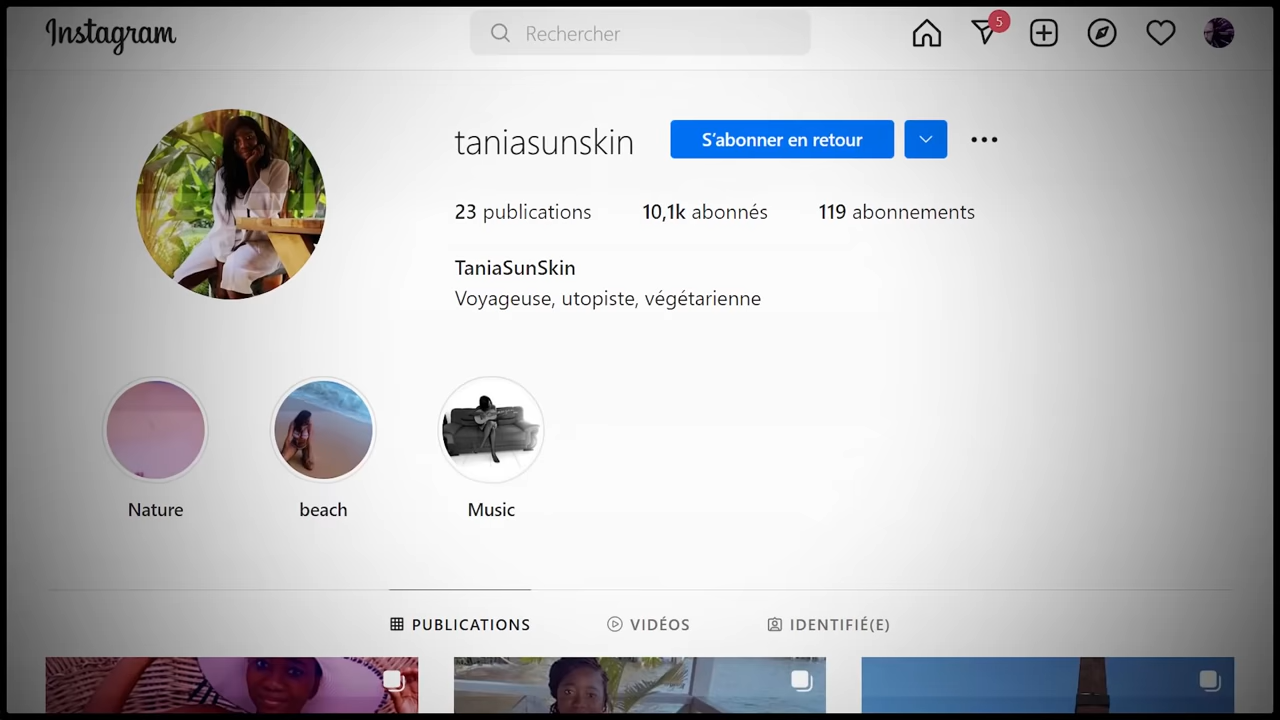 Instagram
Rechercher
5
taniasunskin
S'abonner en retour
23 publications
10,1k abonnés
119 abonnements
TaniaSunSkin
Voyageuse, utopiste, végétarienne
Nature
beach
Music
PUBLICATIONS
VIDÉOS
IDENTIFIÉ(E)